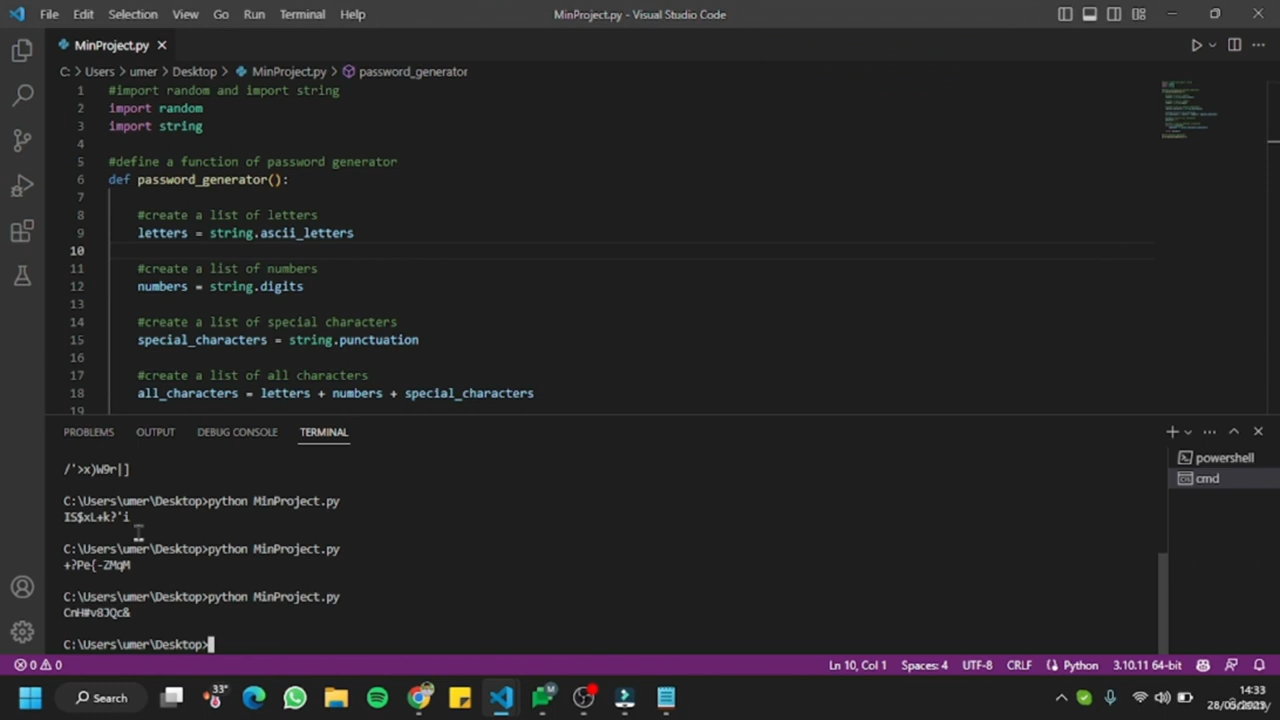 File Edit Selection View Go Run Terminal Help
MinProject.py - Visual Studio Code
MinProject.py
C: > Users > umer > Desktop > MinProject.py > password_generator
1 #import random and import string
2 import random
3 import string
4
5 #define a function of password generator
6 def password_generator():
7
8 #create a list of letters
9 letters = string.ascii_letters
10
11 #create a list of numbers
12 numbers = string.digits
13
14 #create a list of special characters
15 special_characters = string.punctuation
16
17 #create a list of all characters
18 all_characters = letters + numbers + special_characters
19
PROBLEMS OUTPUT DEBUG CONSOLE TERMINAL
powershell
cmd
/'>x)W9r|]
C:\Users\umer\Desktop>python MinProject.py
IS$xL+k?'i
C:\Users\umer\Desktop>python MinProject.py
+?Pe{-ZMqM
C:\Users\umer\Desktop>python MinProject.py
CnH#v8JQc&
C:\Users\umer\Desktop>
0 0
Ln 10, Col 1 Spaces: 4 UTF-8 CRLF Python 3.10.11 64-bit
Search
33°
14:33